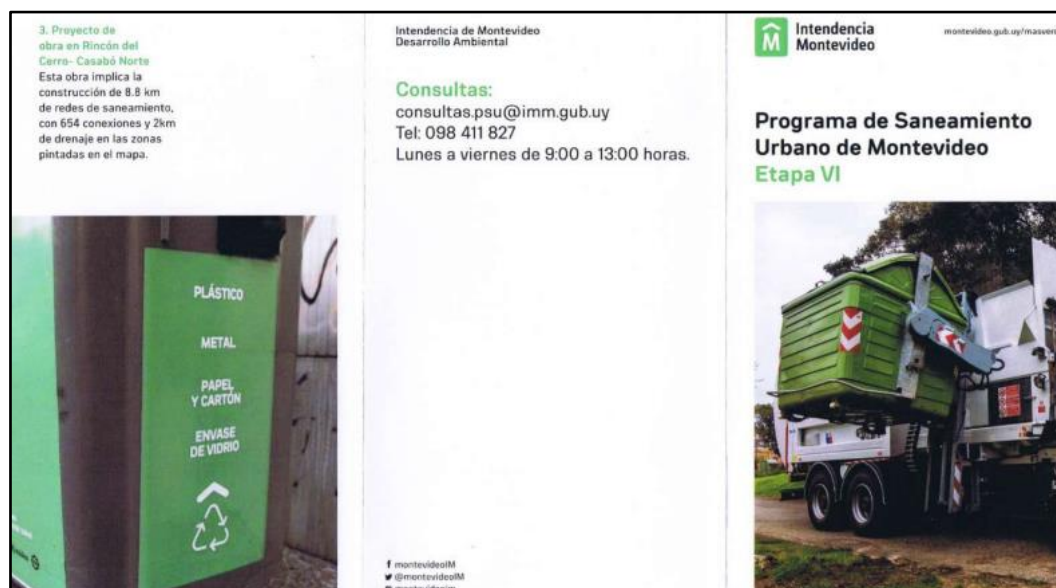 3. Proyecto de
obra en Rincón del
Cerro- Casabó Norte
Esta obra implica la
construcción de 8.8 km
de redes de saneamiento,
con 654 conexiones y 2km
de drenaje en las zonas
pintadas en el mapa.
PLÁSTICO
METAL
PAPEL
Y CARTÓN
ENVASE
DE VIDRIO
Intendencia de Montevideo
Desarrollo Ambiental
Consultas:
consultas.psu@imm.gub.uy
Tel: 098 411 827
Lunes a viernes de 9:00 a 13:00 horas.
montevideoIM
@montevideoIM
Intendencia
Montevideo
montevideo.gub.uy/masverd
Programa de Saneamiento
Urbano de Montevideo
Etapa VI